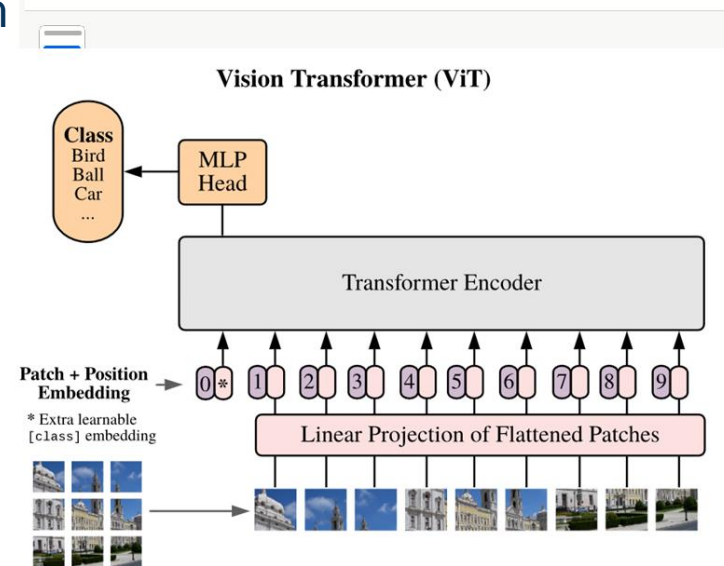 Vision Transformer (ViT)
Class
Bird
Ball
Car
...
MLP
Head
Transformer Encoder
Patch + Position
Embedding
0 * 1 2 3 4 5 6 7 8 9
* Extra learnable
[class] embedding
Linear Projection of Flattened Patches